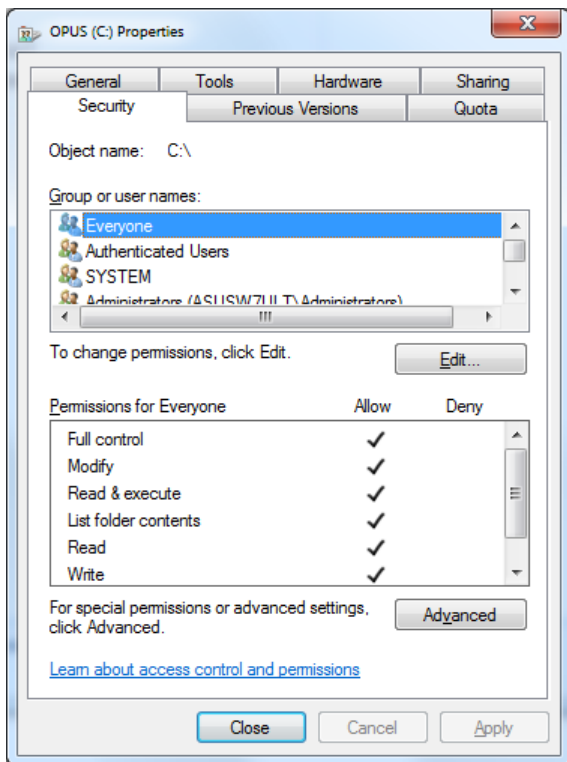 OPUS (C:) Properties
General Tools Hardware Sharing
Security Previous Versions Quota
Object name: C:\
Group or user names:
Everyone
Authenticated Users
SYSTEM
Administrators (ASUSW7ULT\Administrators)
To change permissions, click Edit.
Edit...
Permissions for Everyone Allow Deny
Full control
Modify
Read & execute
List folder contents
Read
Write
For special permissions or advanced settings,
click Advanced.
Advanced
Learn about access control and permissions
Close Cancel Apply